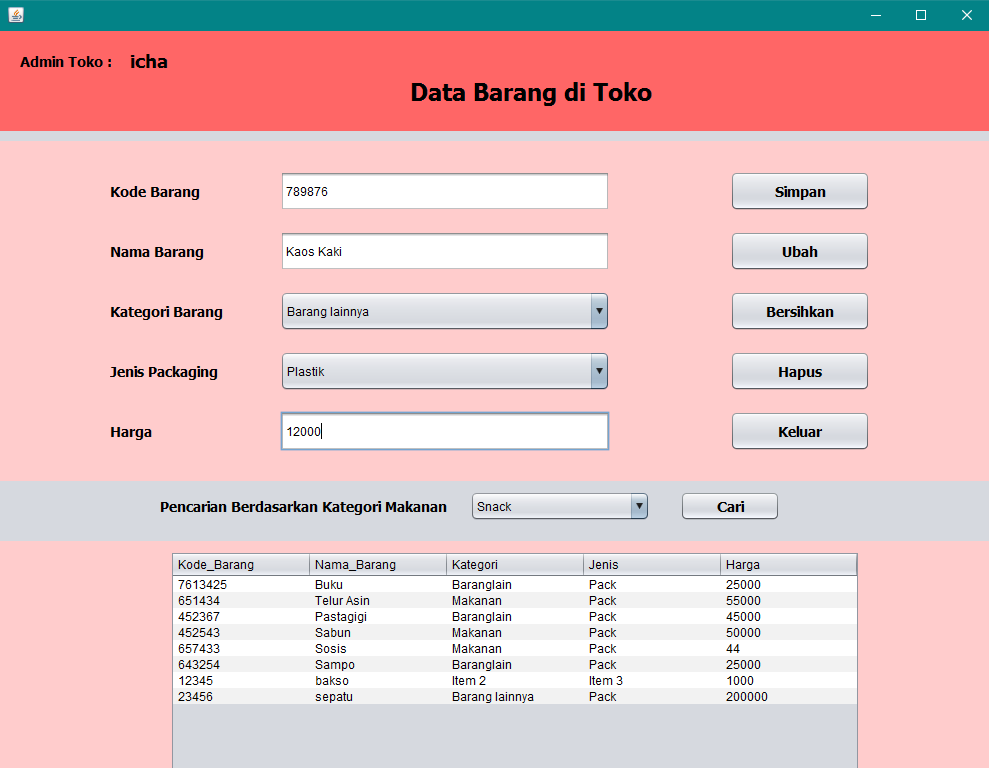 Admin Toko : icha
Data Barang di Toko
Kode Barang 789876 Simpan
Nama Barang Kaos Kaki Ubah
Kategori Barang Barang lainnya Bersihkan
Jenis Packaging Plastik Hapus
Harga 12000 Keluar
Pencarian Berdasarkan Kategori Makanan Snack Cari
Kode_Barang Nama_Barang Kategori Jenis Harga
7613425 Buku Baranglain Pack 25000
651434 Telur Asin Makanan Pack 55000
452367 Pastagigi Baranglain Pack 45000
452543 Sabun Makanan Pack 50000
657433 Sosis Makanan Pack 44
643254 Sampo Baranglain Pack 25000
12345 bakso Item 2 Item 3 1000
23456 sepatu Barang lainnya Pack 200000